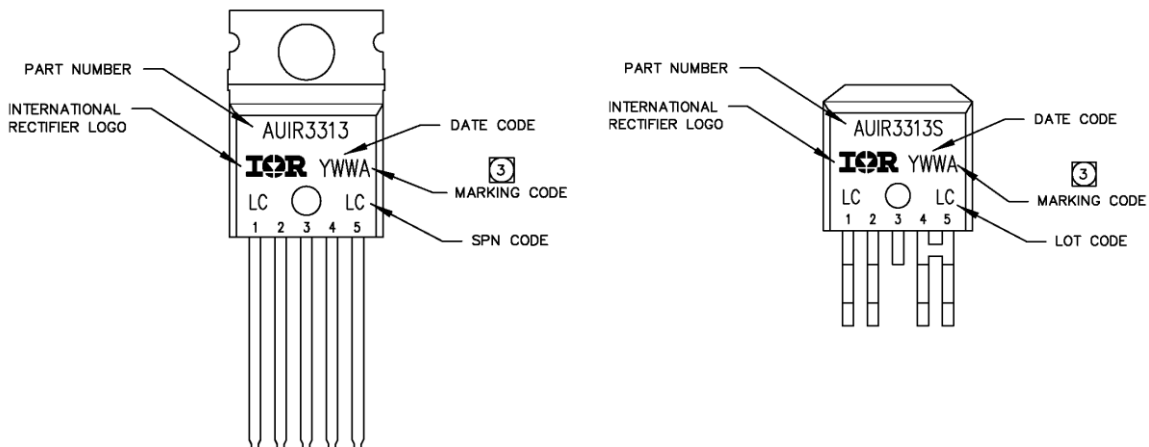 PART NUMBER
INTERNATIONAL
RECTIFIER LOGO
AUIR3313
DATE CODE
IOR YWWA
3
MARKING CODE
LC LC
1 2 3 4 5
SPN CODE
PART NUMBER
INTERNATIONAL
RECTIFIER LOGO
AUIR3313S
DATE CODE
IOR YWWA
3
MARKING CODE
LC LC
1 2 3 4 5
LOT CODE